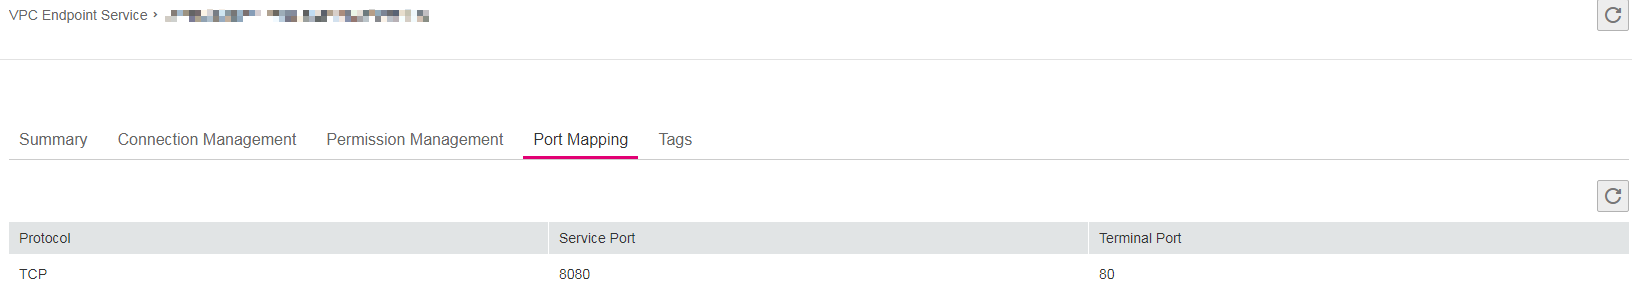 VPC Endpoint Service ›
Summary Connection Management Permission Management Port Mapping Tags
Protocol Service Port Terminal Port
TCP 8080 80